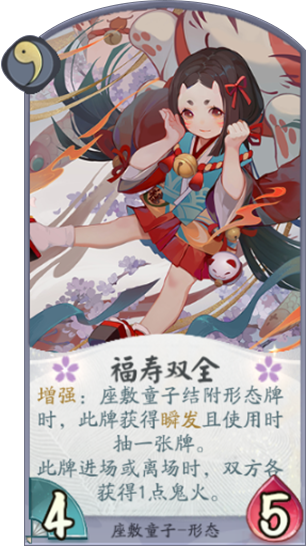 福寿双全
增强：座敷童子结附形态牌
时，此牌获得瞬发且使用时
抽一张牌。
此牌进场或离场时，双方各
获得1点鬼火。
4
5
座敷童子－形态